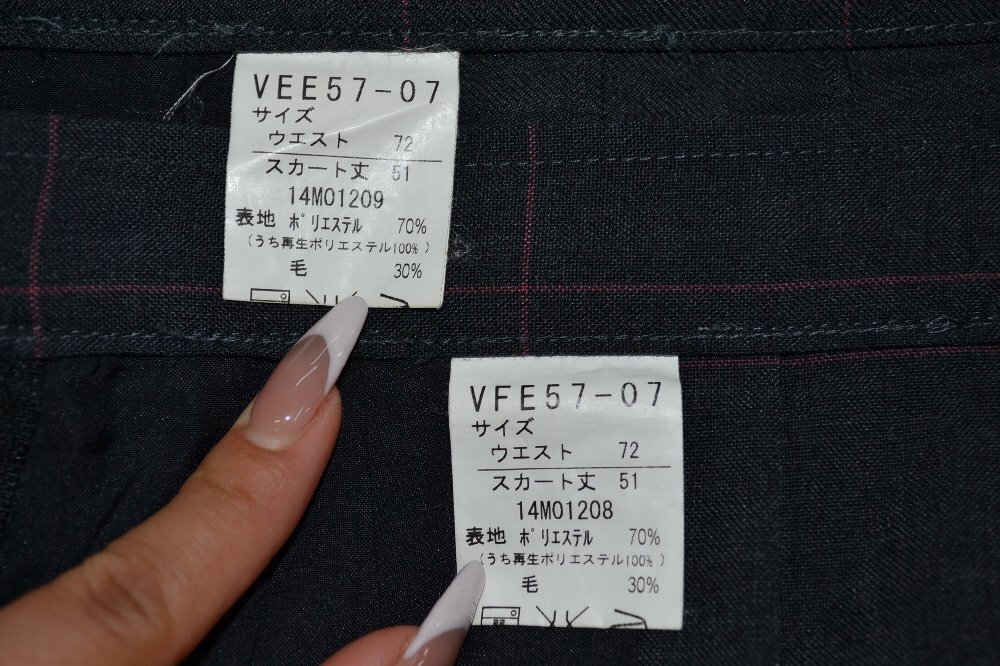 VEE57-07
サイズ
ウエスト 72
スカート丈 51
14M01209
表地 ポリエステル 70%
(うち再生ポリエステル100% )
毛 30%
VFE57-07
サイズ
ウエスト 72
スカート丈 51
14M01208
表地 ポリエステル 70%
(うち再生ポリエステル100% )
毛 30%